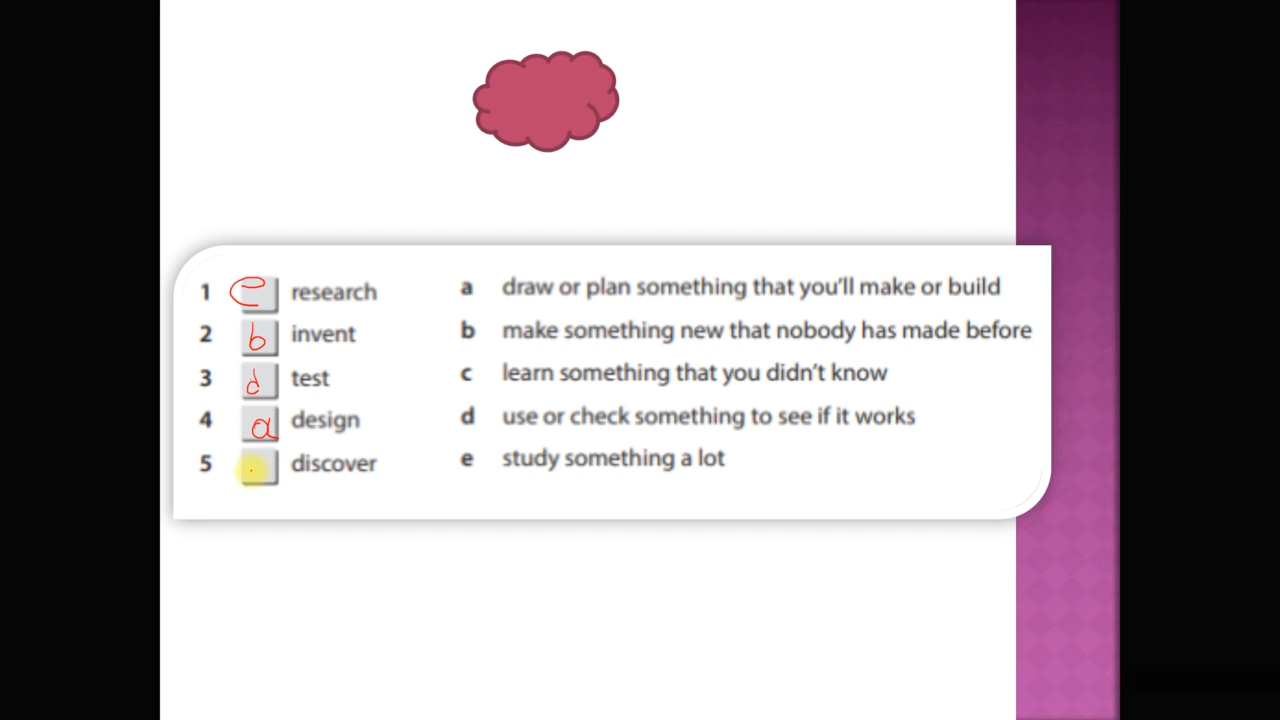 1 e research a draw or plan something that you'll make or build
2 b invent b make something new that nobody has made before
3 d test c learn something that you didn't know
4 a design d use or check something to see if it works
5 discover e study something a lot